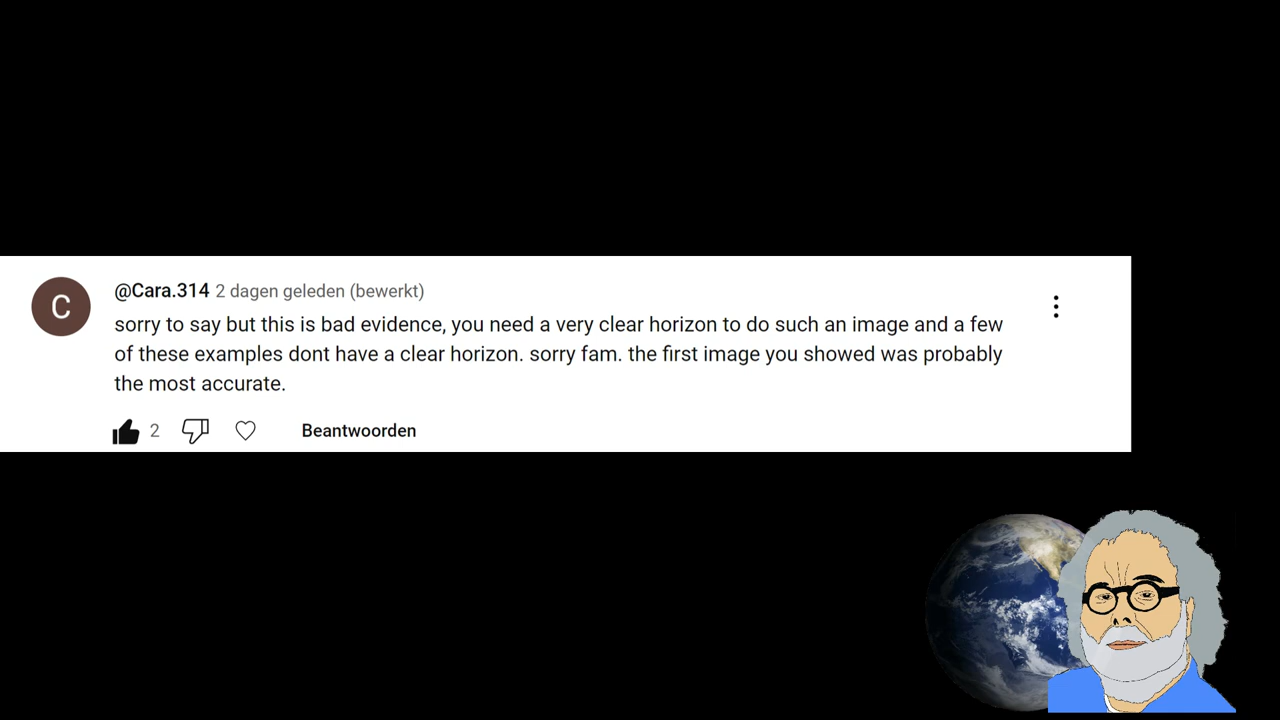 C
@Cara.314 2 dagen geleden (bewerkt)
sorry to say but this is bad evidence, you need a very clear horizon to do such an image and a few
of these examples dont have a clear horizon. sorry fam. the first image you showed was probably
the most accurate.
2 Beantwoorden